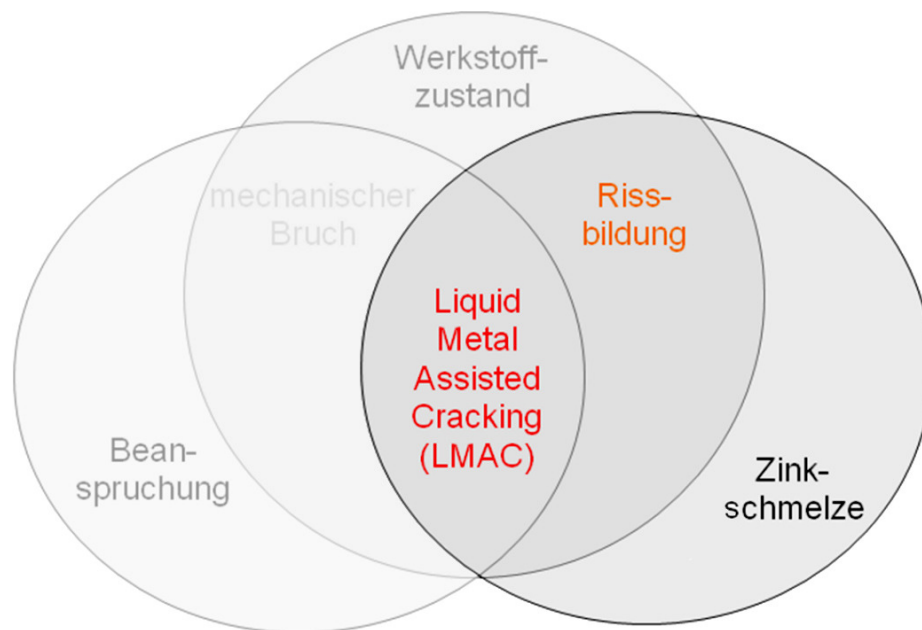 Werkstoff-
zustand
mechanischer
Bruch
Riss-
bildung
Liquid
Metal
Assisted
Cracking
(LMAC)
Bean-
spruchung
Zink-
schmelze